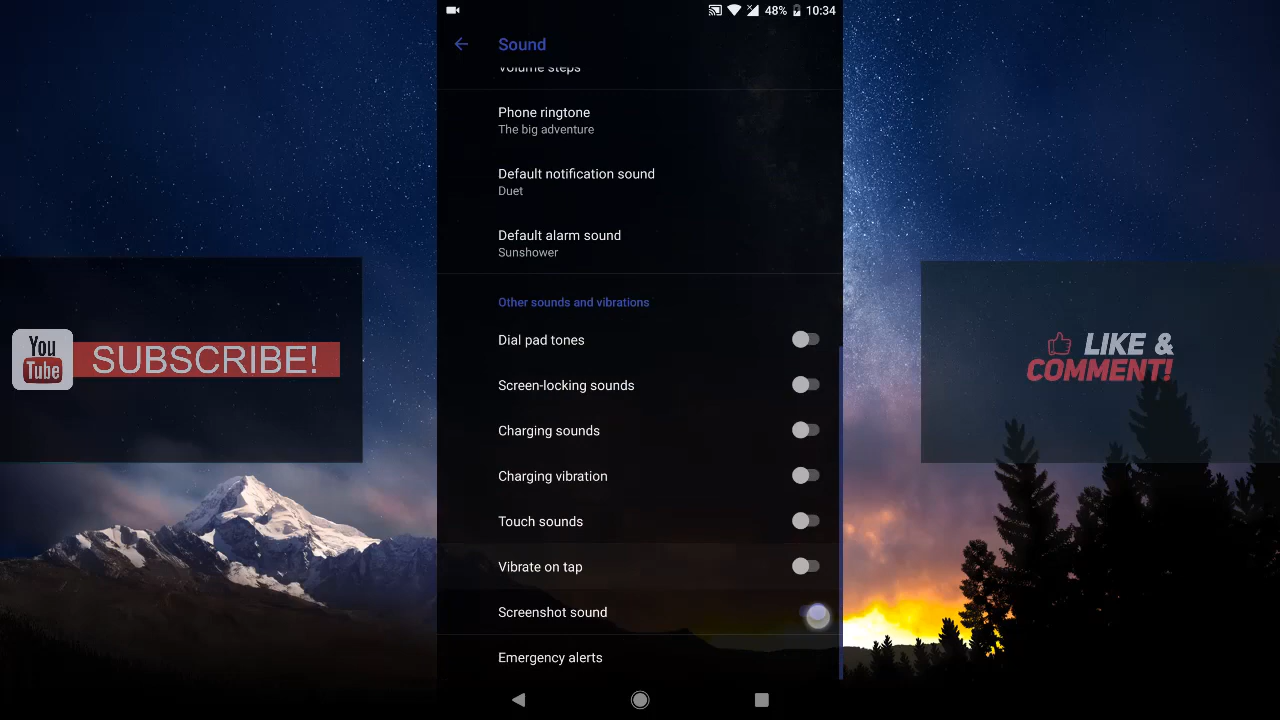 48% 10:34
Sound
Volume steps
Phone ringtone
The big adventure
Default notification sound
Duet
Default alarm sound
Sunshower
Other sounds and vibrations
Dial pad tones
Screen-locking sounds
Charging sounds
Charging vibration
Touch sounds
Vibrate on tap
Screenshot sound
Emergency alerts
You
Tube
SUBSCRIBE!
LIKE &
COMMENT!